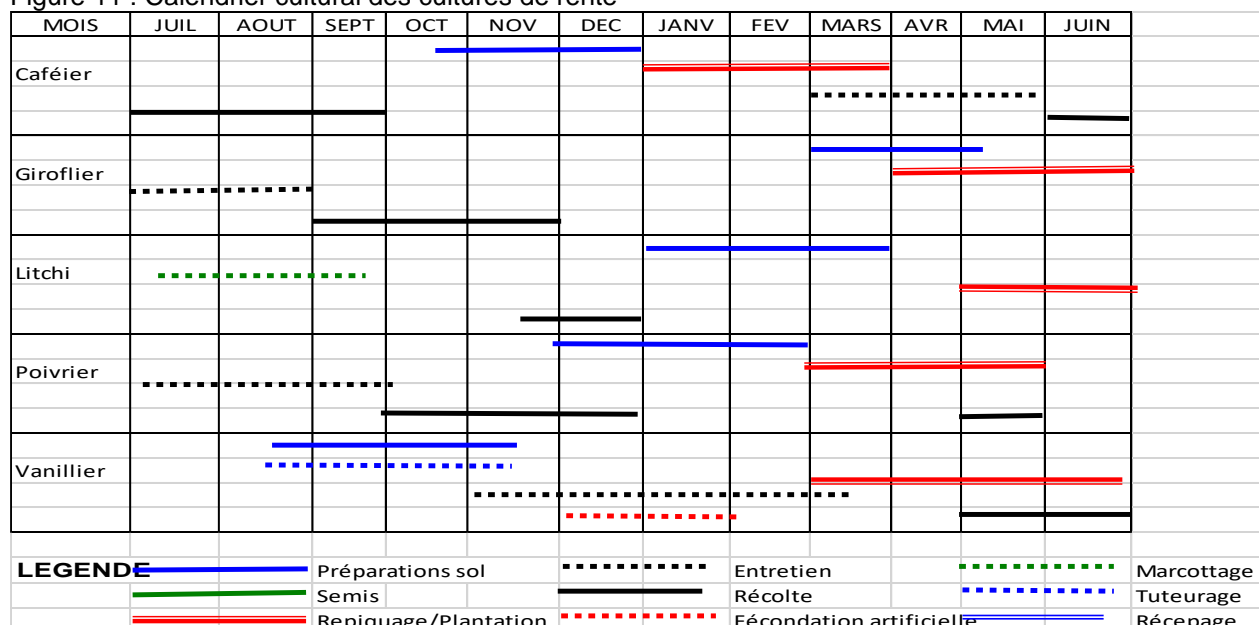 Figure 11 : Calendrier cultural des cultures de rente
MOIS JUIL AOUT SEPT OCT NOV DEC JANV FEV MARS AVR MAI JUIN
Caféier
Giroflier
Litchi
Poivrier
Vanillier
LEGENDE Préparations sol Entretien Marcottage
Semis Récolte Tuteurage
Repiquage/Plantation Fécondation artificielle Récepage